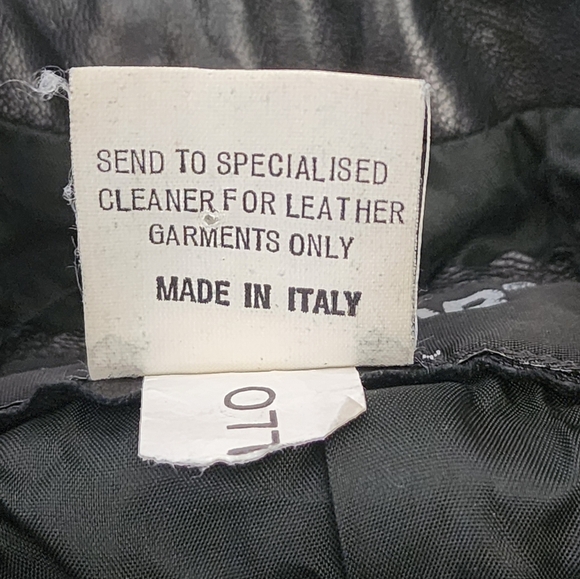 SEND TO SPECIALISED
CLEANER FOR LEATHER
GARMENTS ONLY
MADE IN ITALY